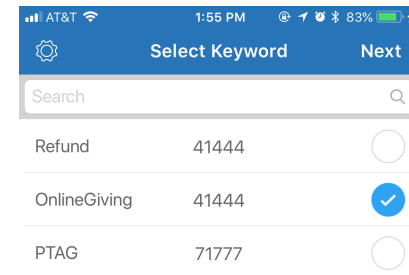 AT&T 1:55 PM 83%
Select Keyword Next
Search
Refund 41444
OnlineGiving 41444
PTAG 71777